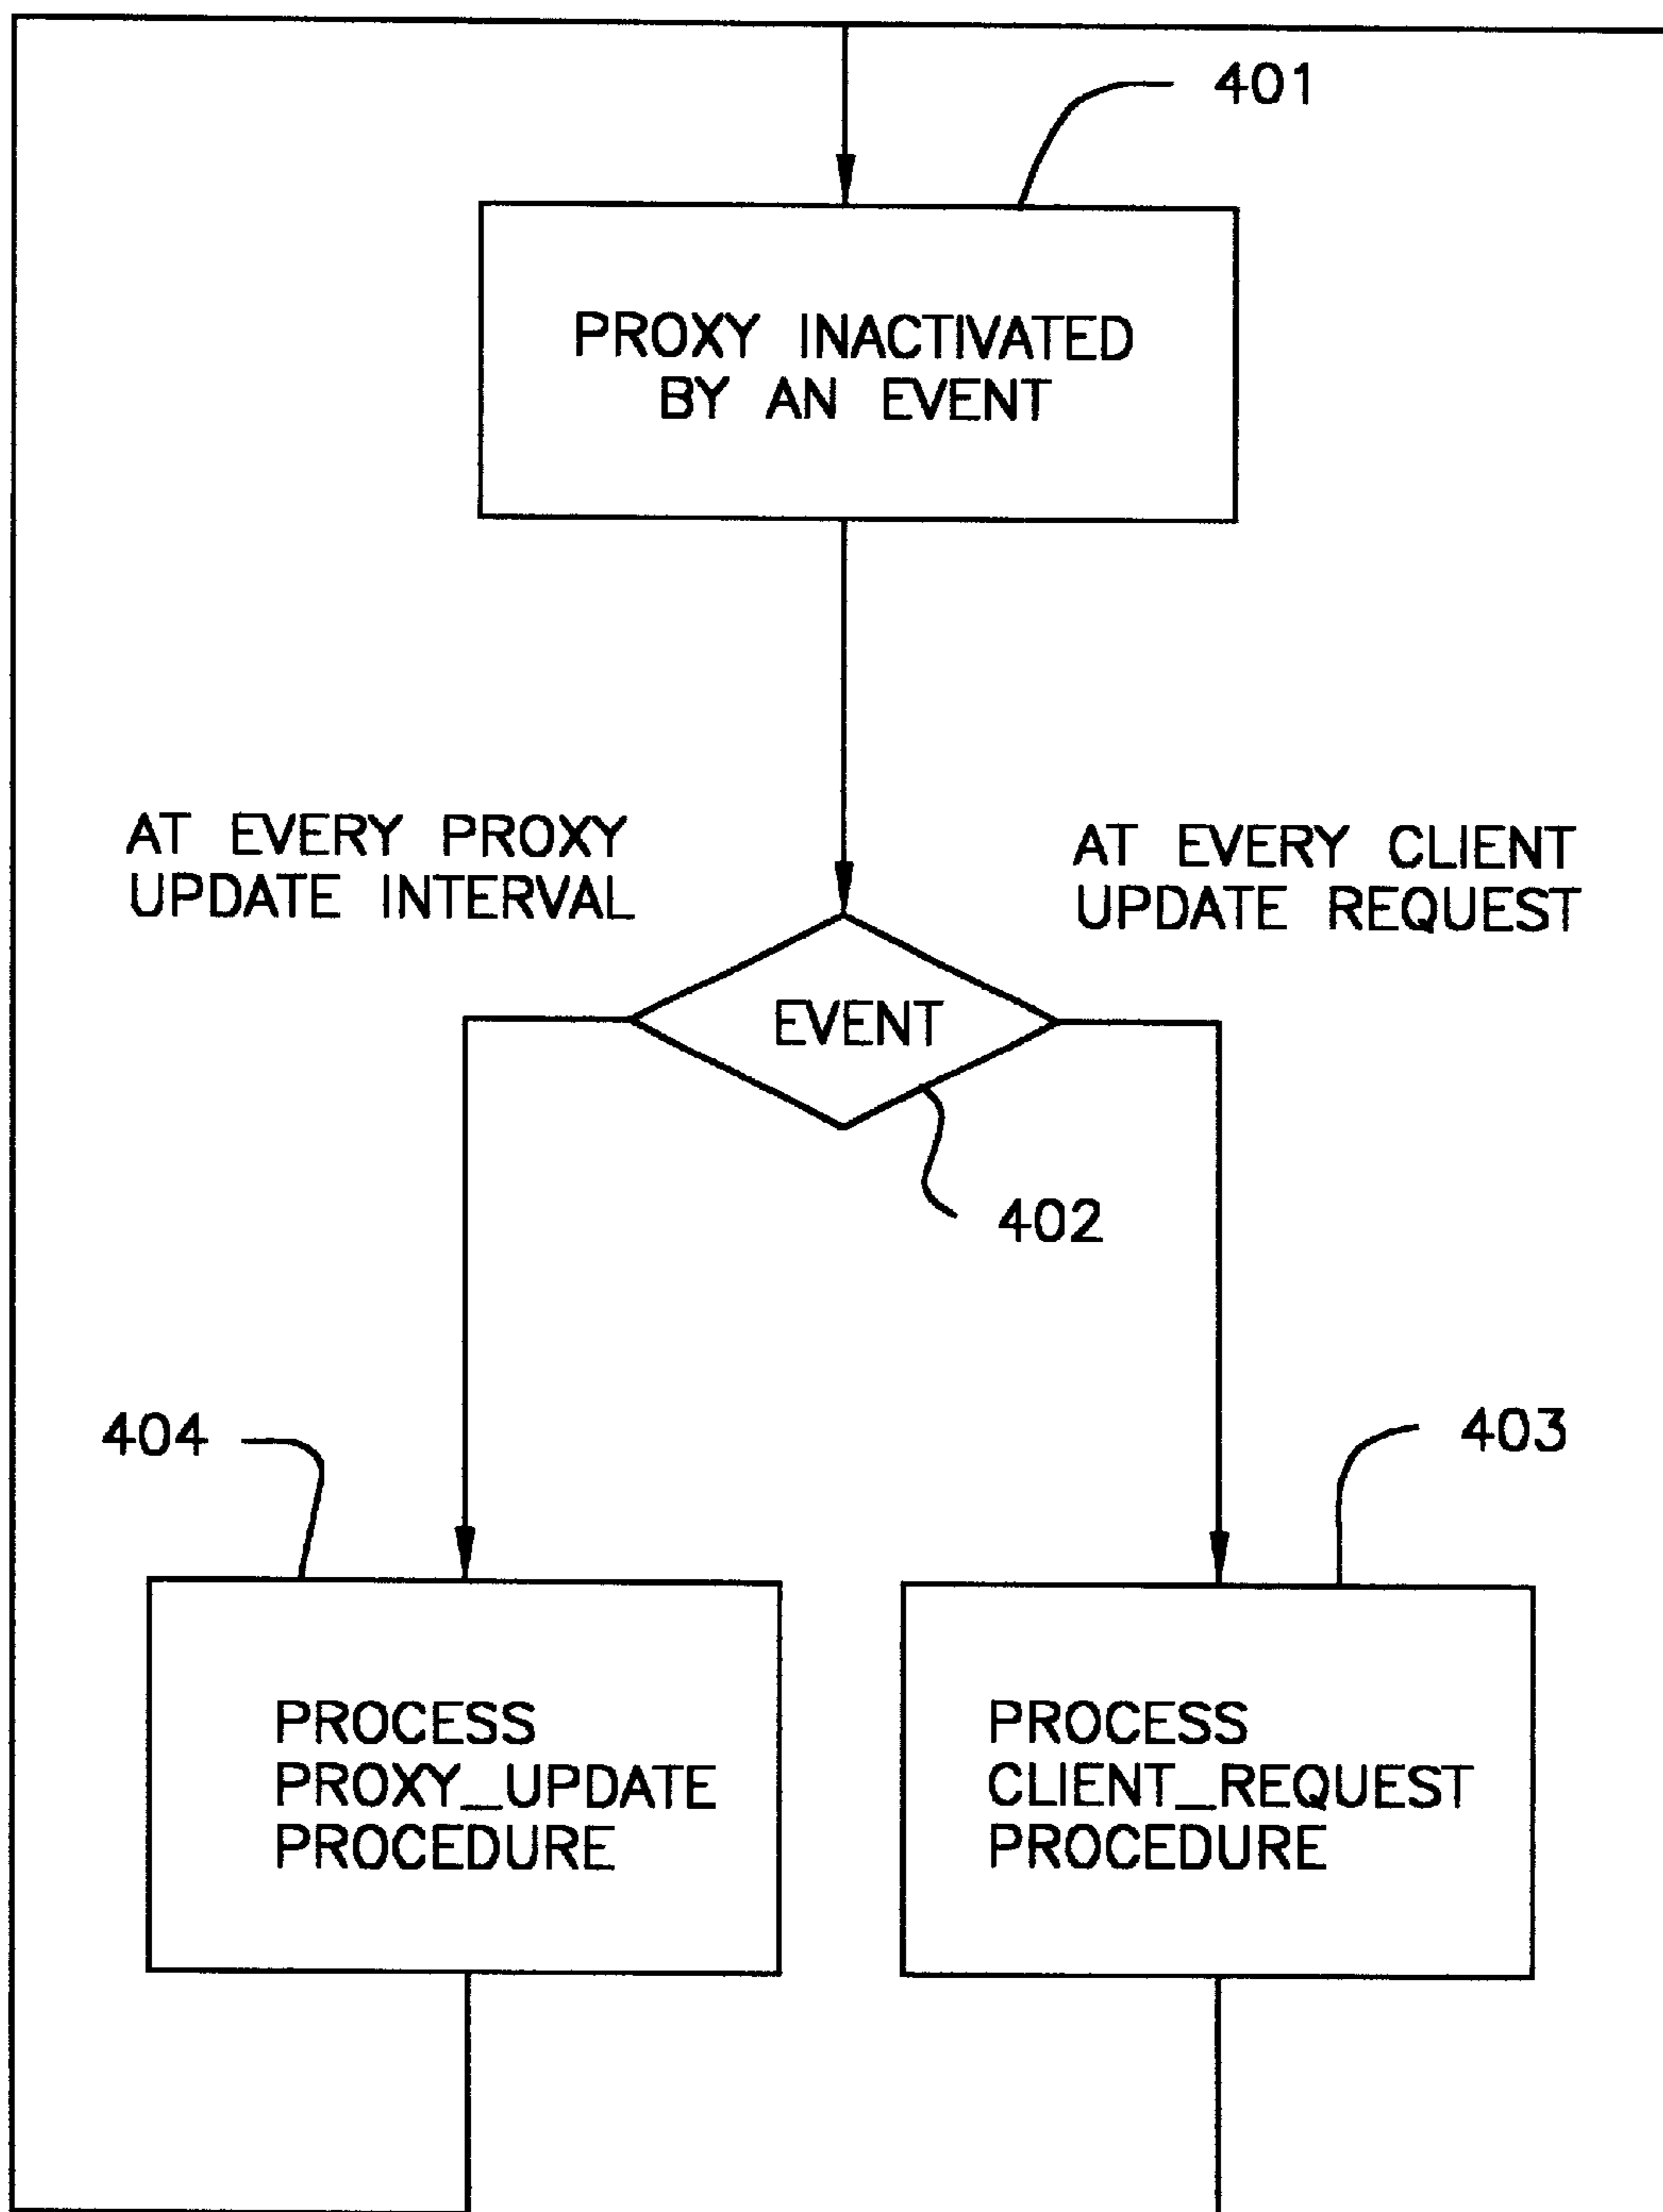 401
PROXY INACTIVATED
BY AN EVENT
AT EVERY PROXY
UPDATE INTERVAL
AT EVERY CLIENT
UPDATE REQUEST
EVENT
402
404
403
PROCESS
PROXY_UPDATE
PROCEDURE
PROCESS
CLIENT_REQUEST
PROCEDURE